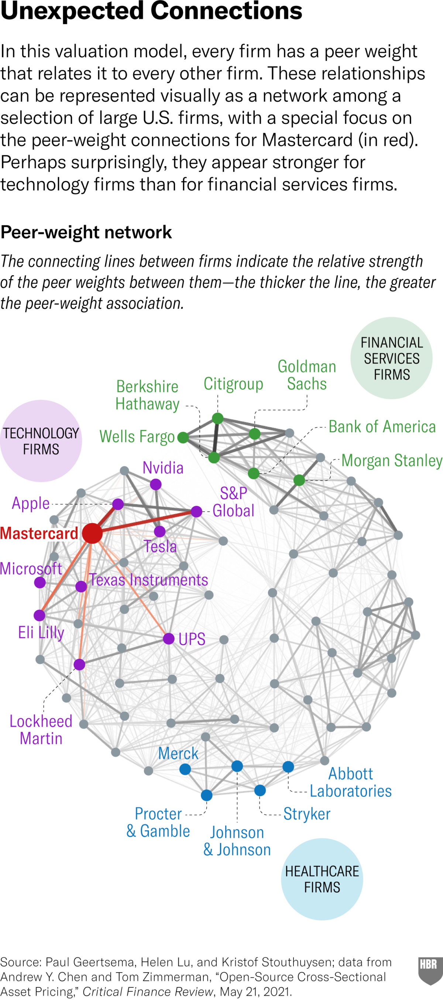 Unexpected Connections
In this valuation model, every firm has a peer weight
that relates it to every other firm. These relationships
can be represented visually as a network among a
selection of large U.S. firms, with a special focus on
the peer-weight connections for Mastercard (in red).
Perhaps surprisingly, they appear stronger for
technology firms than for financial services firms.
Peer-weight network
The connecting lines between firms indicate the relative strength
of the peer weights between them—the thicker the line, the greater
the peer-weight association.
FINANCIAL
SERVICES
FIRMS
Goldman
Sachs
Citigroup
Berkshire
Hathaway
TECHNOLOGY
FIRMS
Wells Fargo
Bank of America
Morgan Stanley
Nvidia
S&P
Global
Apple
Mastercard
Tesla
Microsoft
Texas Instruments
Eli Lilly
UPS
Lockheed
Martin
Merck
Abbott
Laboratories
Procter
& Gamble
Stryker
Johnson
& Johnson
HEALTHCARE
FIRMS
Source: Paul Geertsema, Helen Lu, and Kristof Stouthuysen; data from
Andrew Y. Chen and Tom Zimmerman, “Open-Source Cross-Sectional
Asset Pricing,” Critical Finance Review, May 21, 2021.
HBR